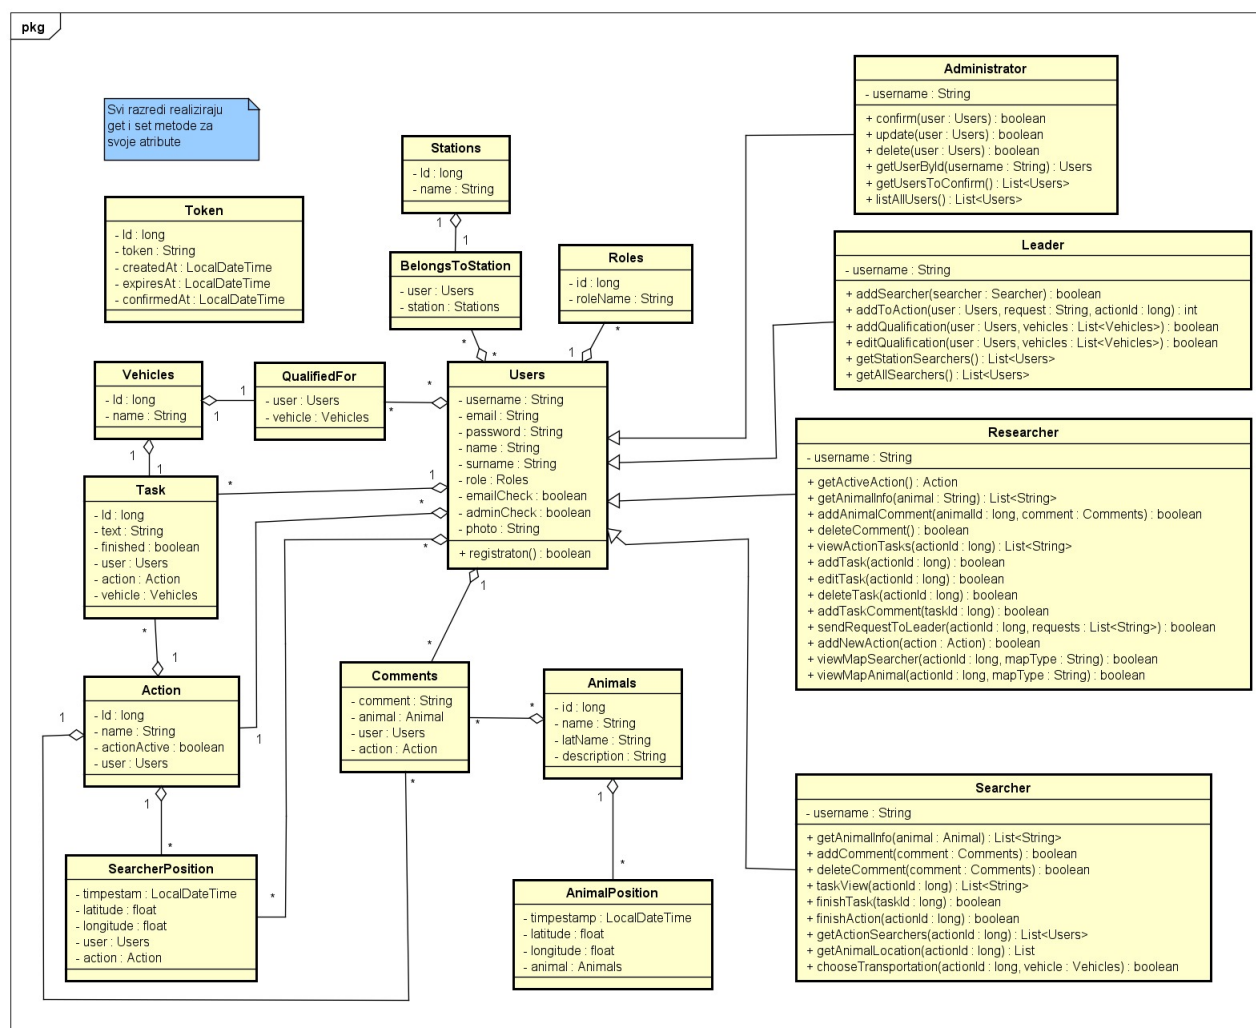 pkg
Svi razredi realiziraju
get i set metode za
svoje atribute
Token
- Id : long
- token : String
- createdAt : LocalDateTime
- expiresAt : LocalDateTime
- confirmedAt : LocalDateTime
Stations
- Id : long
- name : String
1
1
BelongsToStation
- user : Users
- station : Stations
*
*
Roles
- id : long
- roleName : String
*
1
Vehicles
- Id : long
- name : String
1
1
1
1
QualifiedFor
- user : Users
- vehicle : Vehicles
*
*
Users
- username : String
- email : String
- password : String
- name : String
- surname : String
- role : Roles
- emailCheck : boolean
- adminCheck : boolean
- photo : String
+ registraton() : boolean
*
1
*
*
1
Task
- Id : long
- text : String
- finished : boolean
- user : Users
- action : Action
- vehicle : Vehicles
*
1
Action
- Id : long
- name : String
- actionActive : boolean
- user : Users
1
1
1
*
SearcherPosition
- timpestam : LocalDateTime
- latitude : float
- longitude : float
- user : Users
- action : Action
*
*
Comments
- comment : String
- animal : Animal
- user : Users
- action : Action
*
*
*
Animals
- id : long
- name : String
- latName : String
- description : String
1
*
AnimalPosition
- timpestamp : LocalDateTime
- latitude : float
- longitude : float
- animal : Animals
Administrator
- username : String
+ confirm(user : Users) : boolean
+ update(user : Users) : boolean
+ delete(user : Users) : boolean
+ getUserById(username : String) : Users
+ getUsersToConfirm() : List<Users>
+ listAllUsers() : List<Users>
Leader
- username : String
+ addSearcher(searcher : Searcher) : boolean
+ addToAction(user : Users, request : String, actionId : long) : int
+ addQualification(user : Users, vehicles : List<Vehicles>) : boolean
+ editQualification(user : Users, vehicles : List<Vehicles>) : boolean
+ getStationSearchers() : List<Users>
+ getAllSearchers() : List<Users>
Researcher
- username : String
+ getActiveAction() : Action
+ getAnimalInfo(animal : String) : List<String>
+ addAnimalComment(animalId : long, comment : Comments) : boolean
+ deleteComment() : boolean
+ viewActionTasks(actionId : long) : List<String>
+ addTask(actionId : long) : boolean
+ editTask(actionId : long) : boolean
+ deleteTask(actionId : long) : boolean
+ addTaskComment(taskId : long) : boolean
+ sendRequestToLeader(actionId : long, requests : List<String>) : boolean
+ addNewAction(action : Action) : boolean
+ viewMapSearcher(actionId : long, mapType : String) : boolean
+ viewMapAnimal(actionId : long, mapType : String) : boolean
Searcher
- username : String
+ getAnimalInfo(animal : Animal) : List<String>
+ addComment(comment : Comments) : boolean
+ deleteComment(comment : Comments) : boolean
+ taskView(actionId : long) : List<String>
+ finishTask(taskId : long) : boolean
+ finishAction(actionId : long) : boolean
+ getActionSearchers(actionId : long) : List<Users>
+ getAnimalLocation(actionId : long) : List
+ chooseTransportation(actionId : long, vehicle : Vehicles) : boolean